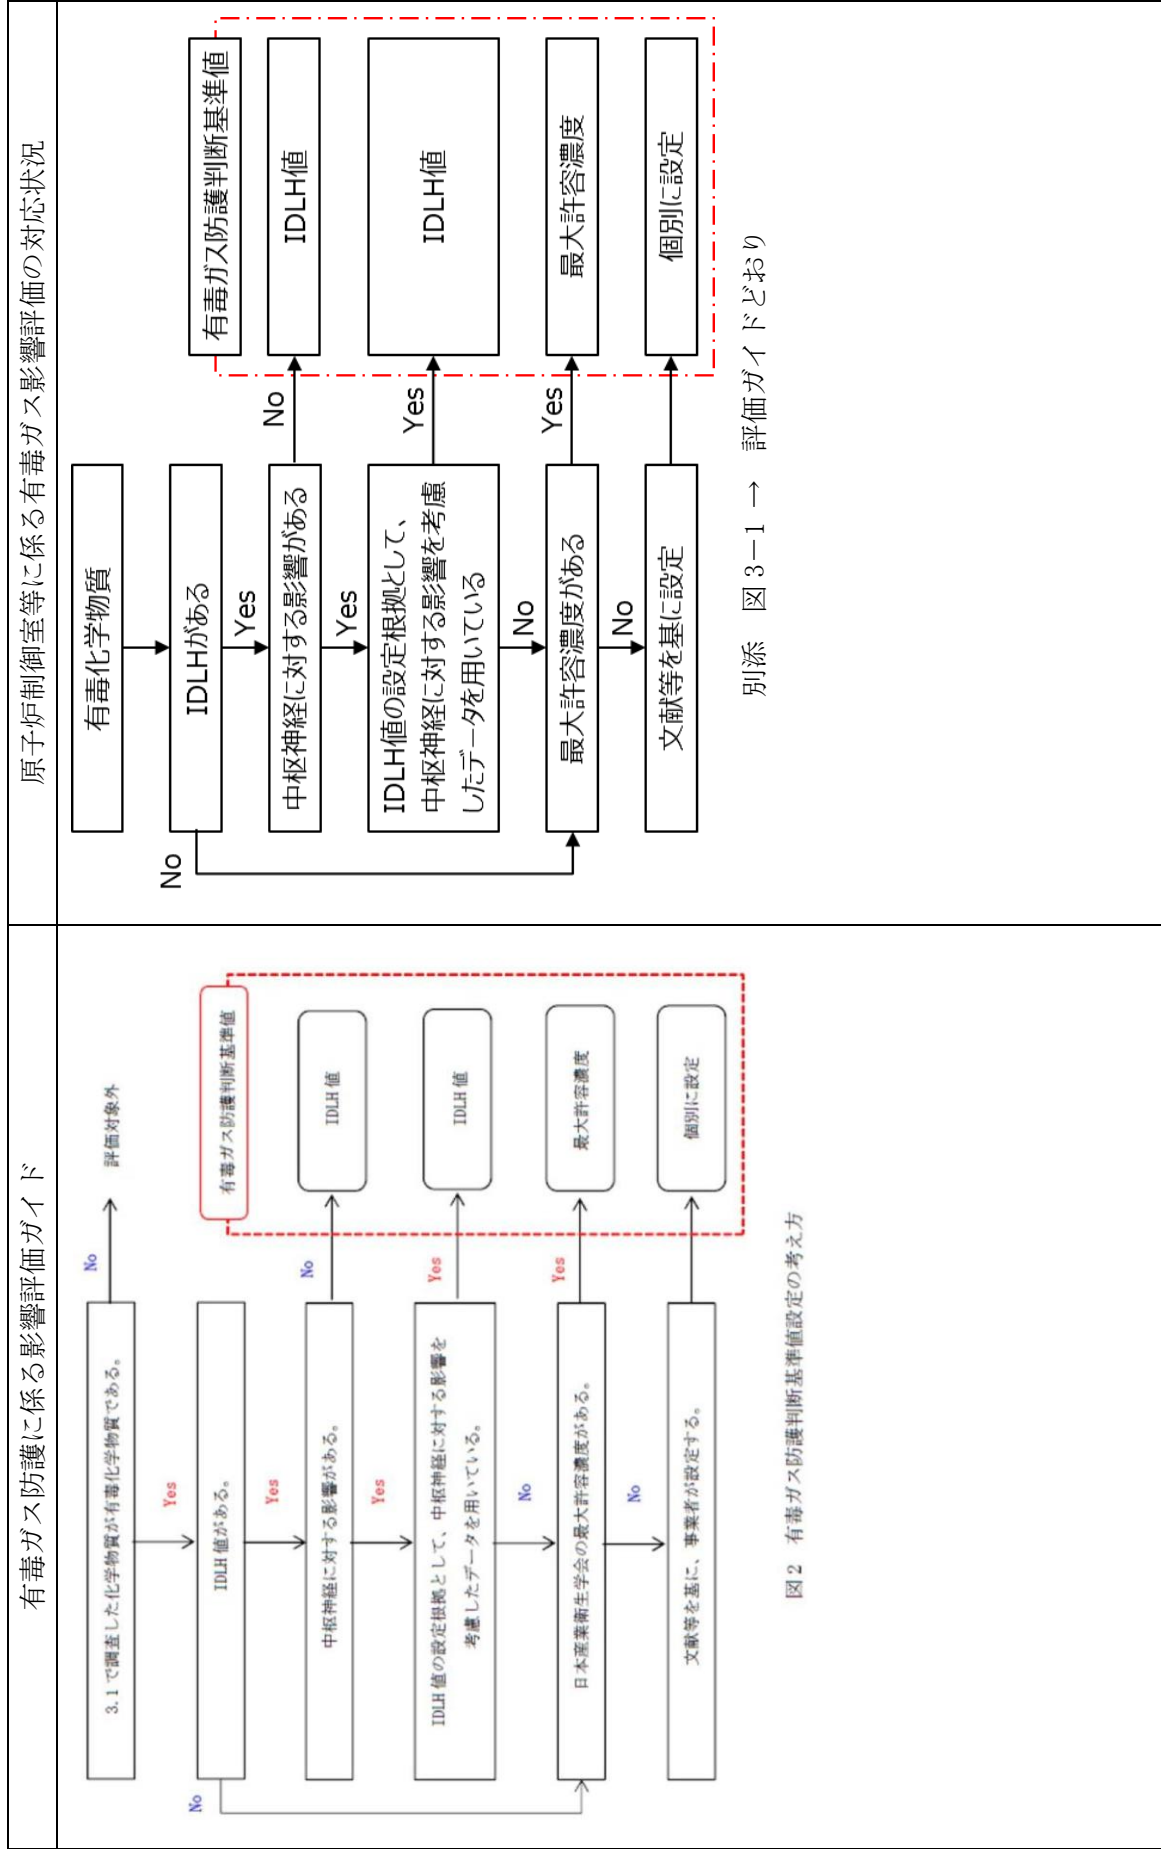 有毒ガス防護に係る影響評価ガイド
3.1で調査した化学物質が有毒化学物質である。
No
評価対象外
Yes
IDLH 値がある。
No
Yes
有毒ガス防護判断基準値
中枢神経に対する影響がある。
No
IDLH 値
Yes
IDLH 値の設定根拠として、中枢神経に対する影響を
考慮したデータを用いている。
Yes
IDLH 値
No
日本産業衛生学会の最大許容濃度がある。
Yes
最大許容濃度
No
文献等を基に、事業者が設定する。
個別に設定
図2 有毒ガス防護判断基準値設定の考え方
原子炉制御室等に係る有毒ガス影響評価の対応状況
有毒化学物質
IDLHがある
No
Yes
有毒ガス防護判断基準値
中枢神経に対する影響がある
No
IDLH値
Yes
IDLH値の設定根拠として、
中枢神経に対する影響を考慮
したデータを用いている
Yes
IDLH値
No
最大許容濃度がある
Yes
最大許容濃度
No
文献等を基に設定
個別に設定
別添 図3-1 → 評価ガイドどおり